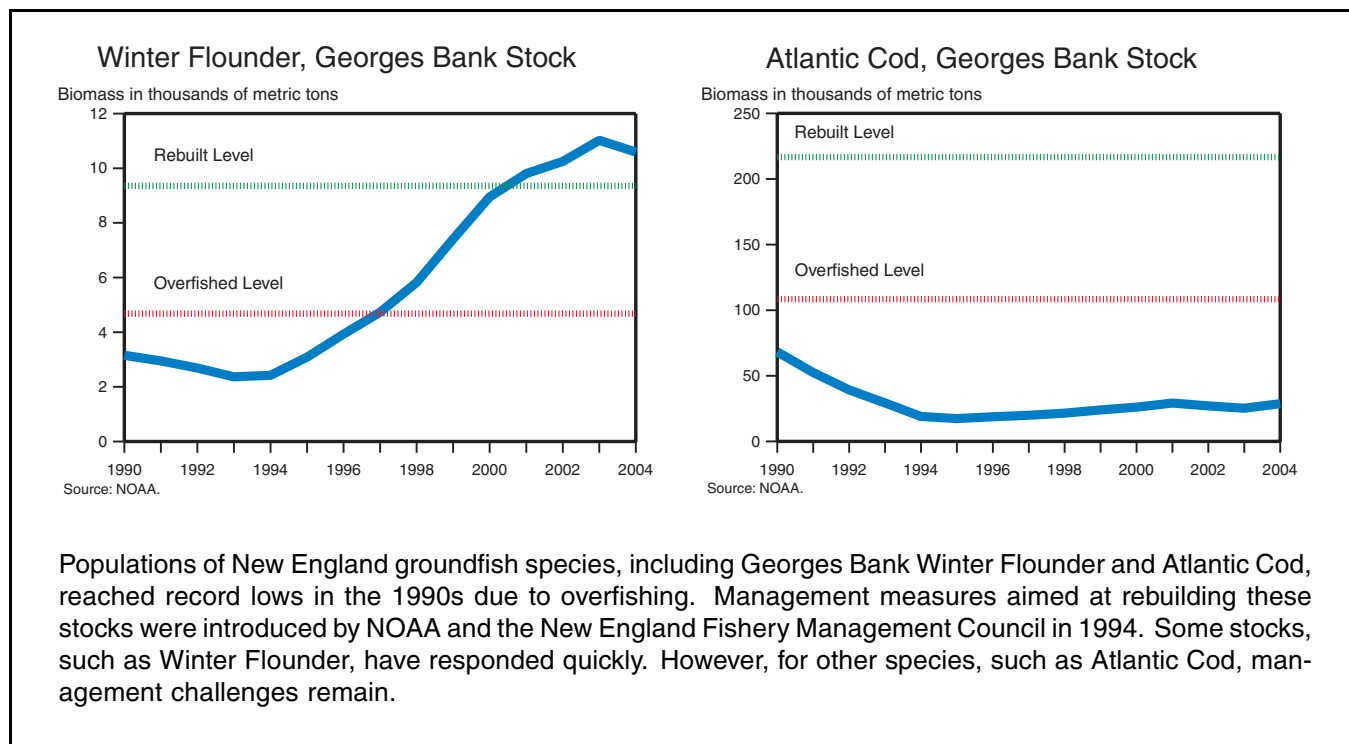 Winter Flounder, Georges Bank Stock
Biomass in thousands of metric tons
12
10
8
6
4
2
0
Rebuilt Level
Overfished Level
1990 1992 1994 1996 1998 2000 2002 2004
Source: NOAA.
Atlantic Cod, Georges Bank Stock
Biomass in thousands of metric tons
250
200
150
100
50
0
Rebuilt Level
Overfished Level
1990 1992 1994 1996 1998 2000 2002 2004
Source: NOAA.
Populations of New England groundfish species, including Georges Bank Winter Flounder and Atlantic Cod,
reached record lows in the 1990s due to overfishing. Management measures aimed at rebuilding these
stocks were introduced by NOAA and the New England Fishery Management Council in 1994. Some stocks,
such as Winter Flounder, have responded quickly. However, for other species, such as Atlantic Cod, man-
agement challenges remain.